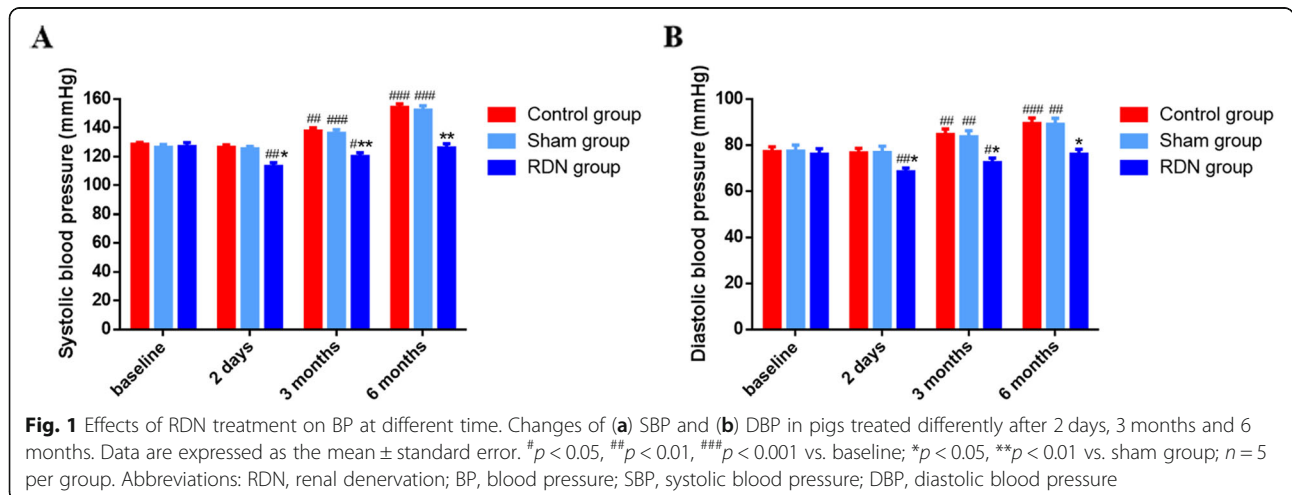 A
Systolic blood pressure (mmHg)
160
140
120
100
80
60
40
20
0
## ###
### ###
##*
#**
**
baseline
2 days
3 months
6 months
Control group
Sham group
RDN group
B
Diastolic blood pressure (mmHg)
100
80
60
40
20
0
## ##
### ##
##*
#*
*
baseline
2 days
3 months
6 months
Control group
Sham group
RDN group
Fig. 1 Effects of RDN treatment on BP at different time. Changes of (a) SBP and (b) DBP in pigs treated differently after 2 days, 3 months and 6
months. Data are expressed as the mean ± standard error. #p < 0.05, ##p < 0.01, ###p < 0.001 vs. baseline; *p < 0.05, **p < 0.01 vs. sham group; n = 5
per group. Abbreviations: RDN, renal denervation; BP, blood pressure; SBP, systolic blood pressure; DBP, diastolic blood pressure